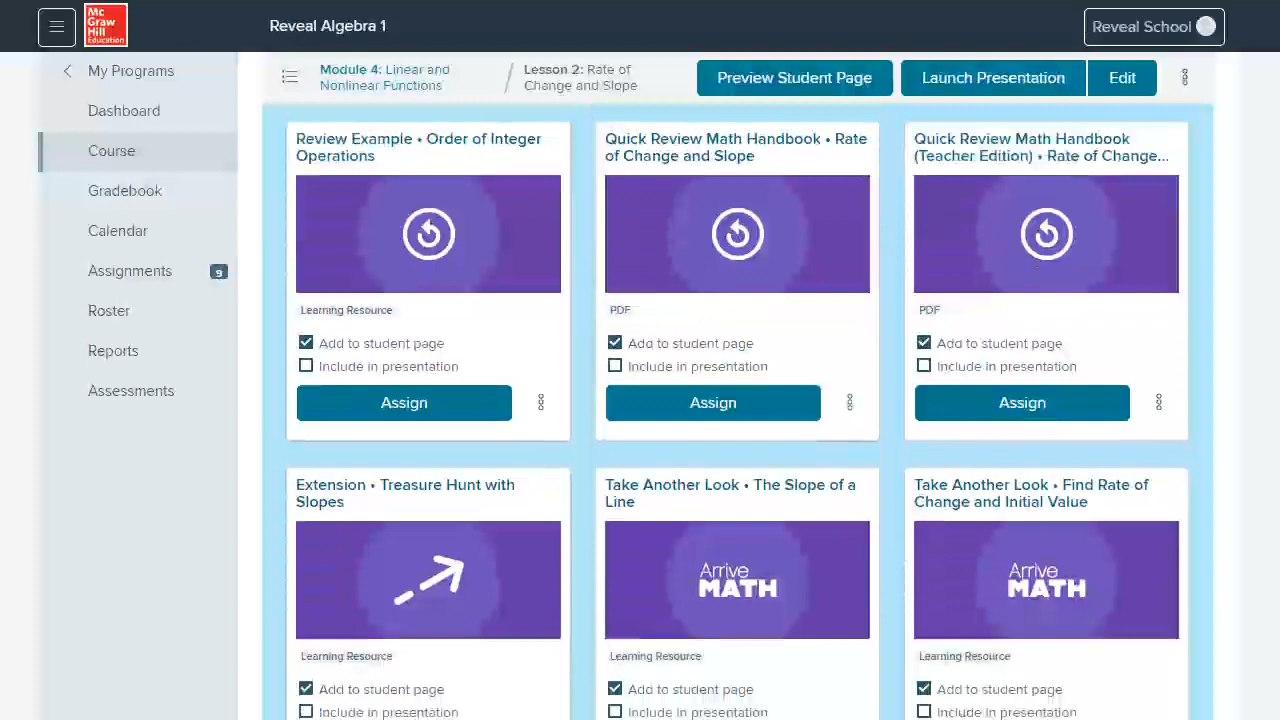 Mc
Graw
Hill
Education
Reveal Algebra 1
Reveal School
My Programs
Dashboard
Course
Gradebook
Calendar
Assignments 9
Roster
Reports
Assessments
Module 4: Linear and
Nonlinear Functions
Lesson 2: Rate of
Change and Slope
Preview Student Page
Launch Presentation
Edit
Review Example • Order of Integer
Operations
Learning Resource
Add to student page
Include in presentation
Assign
Quick Review Math Handbook • Rate
of Change and Slope
PDF
Add to student page
Include in presentation
Assign
Quick Review Math Handbook
(Teacher Edition) • Rate of Change...
PDF
Add to student page
Include in presentation
Assign
Extension • Treasure Hunt with
Slopes
Learning Resource
Add to student page
Include in presentation
Take Another Look • The Slope of a
Line
Arrive
MATH
Learning Resource
Add to student page
Include in presentation
Take Another Look • Find Rate of
Change and Initial Value
Arrive
MATH
Learning Resource
Add to student page
Include in presentation